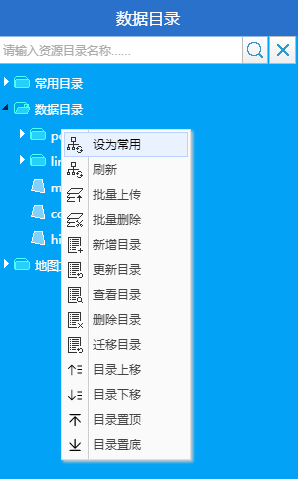 数据目录
请输入资源目录名称......
常用目录
数据目录
设为常用
刷新
批量上传
批量删除
新增目录
更新目录
查看目录
删除目录
迁移目录
目录上移
目录下移
目录置顶
目录置底